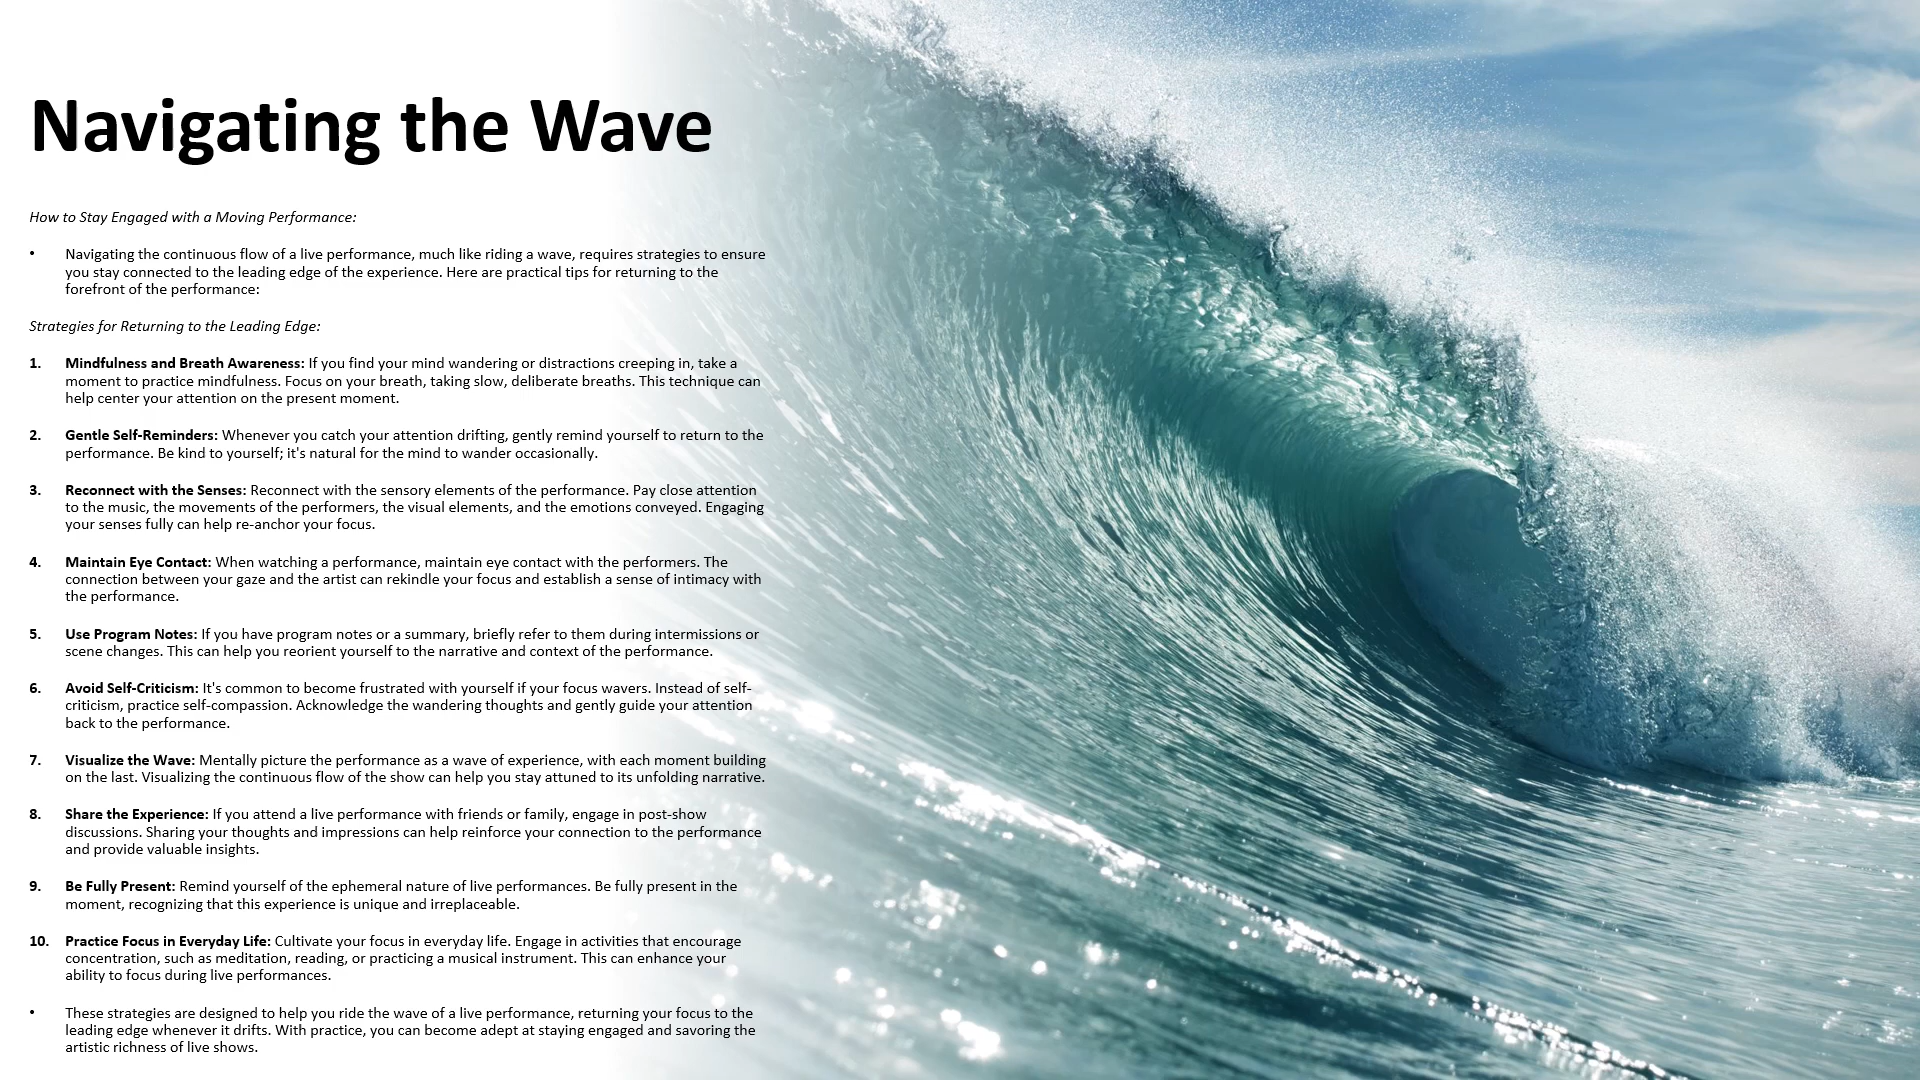 Navigating the Wave
How to Stay Engaged with a Moving Performance:
• Navigating the continuous flow of a live performance, much like riding a wave, requires strategies to ensure
you stay connected to the leading edge of the experience. Here are practical tips for returning to the
forefront of the performance:
Strategies for Returning to the Leading Edge:
1. Mindfulness and Breath Awareness: If you find your mind wandering or distractions creeping in, take a
moment to practice mindfulness. Focus on your breath, taking slow, deliberate breaths. This technique can
help center your attention on the present moment.
2. Gentle Self-Reminders: Whenever you catch your attention drifting, gently remind yourself to return to the
performance. Be kind to yourself; it's natural for the mind to wander occasionally.
3. Reconnect with the Senses: Reconnect with the sensory elements of the performance. Pay close attention
to the music, the movements of the performers, the visual elements, and the emotions conveyed. Engaging
your senses fully can help re-anchor your focus.
4. Maintain Eye Contact: When watching a performance, maintain eye contact with the performers. The
connection between your gaze and the artist can rekindle your focus and establish a sense of intimacy with
the performance.
5. Use Program Notes: If you have program notes or a summary, briefly refer to them during intermissions or
scene changes. This can help you reorient yourself to the narrative and context of the performance.
6. Avoid Self-Criticism: It's common to become frustrated with yourself if your focus wavers. Instead of self-
criticism, practice self-compassion. Acknowledge the wandering thoughts and gently guide your attention
back to the performance.
7. Visualize the Wave: Mentally picture the performance as a wave of experience, with each moment building
on the last. Visualizing the continuous flow of the show can help you stay attuned to its unfolding narrative.
8. Share the Experience: If you attend a live performance with friends or family, engage in post-show
discussions. Sharing your thoughts and impressions can help reinforce your connection to the performance
and provide valuable insights.
9. Be Fully Present: Remind yourself of the ephemeral nature of live performances. Be fully present in the
moment, recognizing that this experience is unique and irreplaceable.
10. Practice Focus in Everyday Life: Cultivate your focus in everyday life. Engage in activities that encourage
concentration, such as meditation, reading, or practicing a musical instrument. This can enhance your
ability to focus during live performances.
• These strategies are designed to help you ride the wave of a live performance, returning your focus to the
leading edge whenever it drifts. With practice, you can become adept at staying engaged and savoring the
artistic richness of live shows.